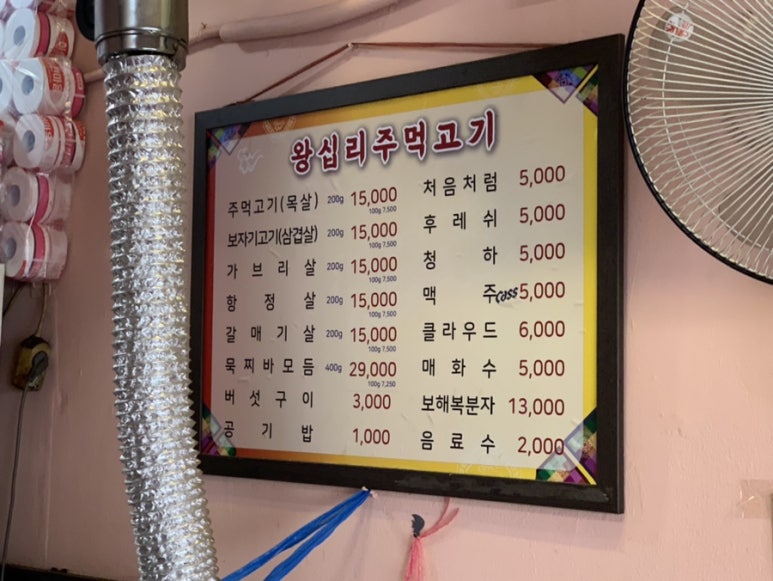 왕십리주먹고기
주먹고기(목살) 200g 15,000
100g 7,500
보자기고기(삼겹살) 200g 15,000
100g 7,500
가브리살 200g 15,000
100g 7,500
항정살 200g 15,000
100g 7,500
갈매기살 200g 15,000
100g 7,500
묵찌바모듬 400g 29,000
100g 7,250
버섯구이 3,000
공기밥 1,000
처음처럼 5,000
후레쉬 5,000
청하 5,000
맥주 Cass 5,000
클라우드 6,000
매화수 5,000
보해복분자 13,000
음료수 2,000